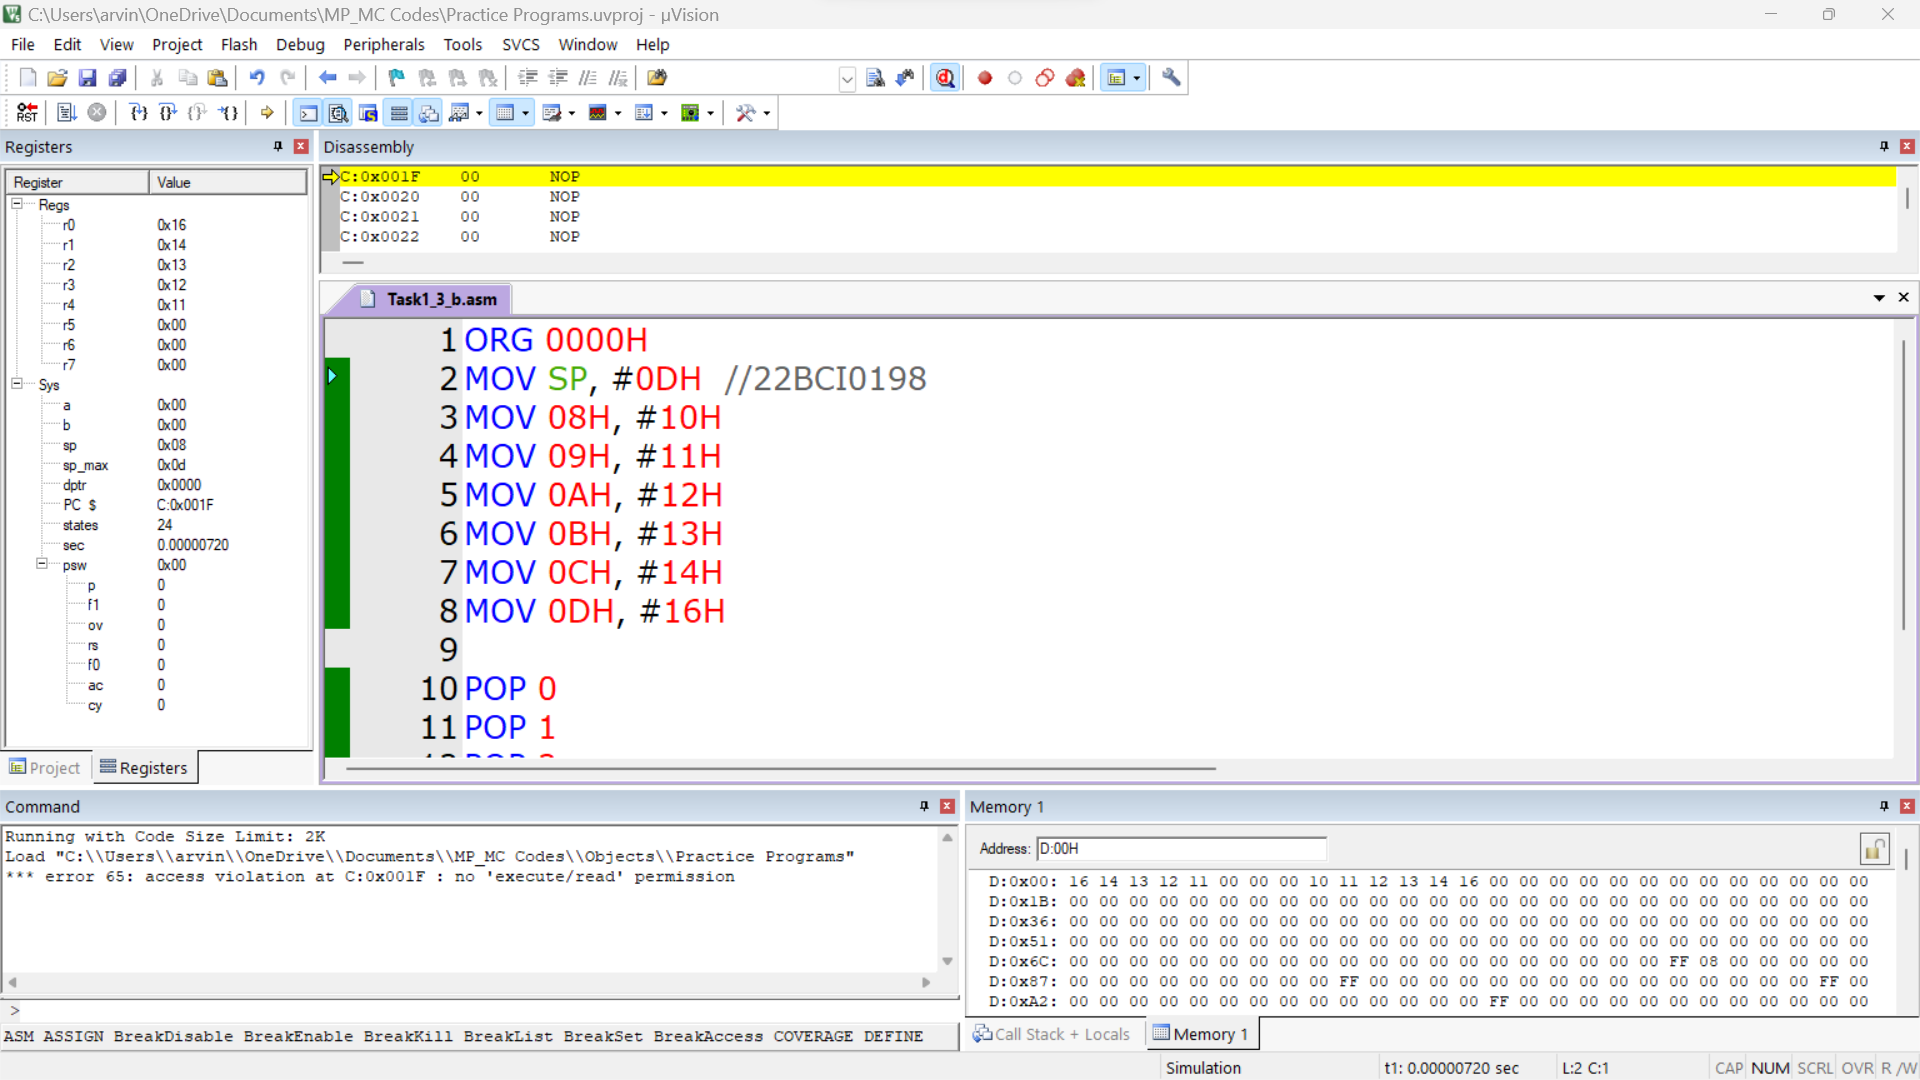 C:\Users\arvin\OneDrive\Documents\MP_MC Codes\Practice Programs.uvproj - µVision
File Edit View Project Flash Debug Peripherals Tools SVCS Window Help
RST
Registers
Register Value
Regs
r0 0x16
r1 0x14
r2 0x13
r3 0x12
r4 0x11
r5 0x00
r6 0x00
r7 0x00
Sys
a 0x00
b 0x00
sp 0x08
sp_max 0x0d
dptr 0x0000
PC $ C:0x001F
states 24
sec 0.00000720
psw 0x00
p 0
f1 0
ov 0
rs 0
f0 0
ac 0
cy 0
Project Registers
Disassembly
C:0x001F 00 NOP
C:0x0020 00 NOP
C:0x0021 00 NOP
C:0x0022 00 NOP
Task1_3_b.asm
1 ORG 0000H
2 MOV SP, #0DH //22BCI0198
3 MOV 08H, #10H
4 MOV 09H, #11H
5 MOV 0AH, #12H
6 MOV 0BH, #13H
7 MOV 0CH, #14H
8 MOV 0DH, #16H
9
10 POP 0
11 POP 1
Command
Running with Code Size Limit: 2K
Load "C:\\Users\\arvin\\OneDrive\\Documents\\MP_MC Codes\\Objects\\Practice Programs"
*** error 65: access violation at C:0x001F : no 'execute/read' permission
>
ASM ASSIGN BreakDisable BreakEnable BreakKill BreakList BreakSet BreakAccess COVERAGE DEFINE
Memory 1
Address: D:00H
D:0x00: 16 14 13 12 11 00 00 00 10 11 12 13 14 16 00 00 00 00 00 00 00 00 00 00 00 00 00
D:0x1B: 00 00 00 00 00 00 00 00 00 00 00 00 00 00 00 00 00 00 00 00 00 00 00 00 00 00 00
D:0x36: 00 00 00 00 00 00 00 00 00 00 00 00 00 00 00 00 00 00 00 00 00 00 00 00 00 00 00
D:0x51: 00 00 00 00 00 00 00 00 00 00 00 00 00 00 00 00 00 00 00 00 00 00 00 00 00 00 00
D:0x6C: 00 00 00 00 00 00 00 00 00 00 00 00 00 00 00 00 00 00 00 00 FF 08 00 00 00 00 00
D:0x87: 00 00 00 00 00 00 00 00 00 FF 00 00 00 00 00 00 00 00 00 00 00 00 00 00 00 FF 00
D:0xA2: 00 00 00 00 00 00 00 00 00 00 00 00 00 00 FF 00 00 00 00 00 00 00 00 00 00 00 00
Call Stack + Locals Memory 1
Simulation t1: 0.00000720 sec L:2 C:1 CAP NUM SCRL OVR R /W